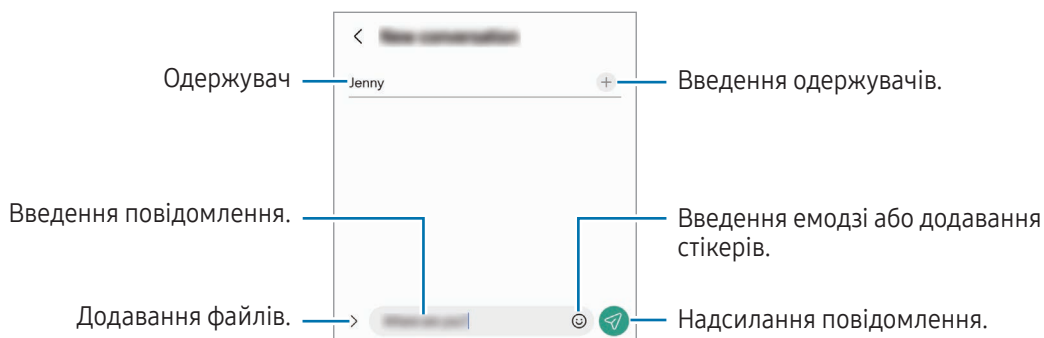 Одержувач
Jenny
Введення одержувачів.
Введення повідомлення.
Введення емодзі або додавання
стікерів.
Додавання файлів.
Надсилання повідомлення.